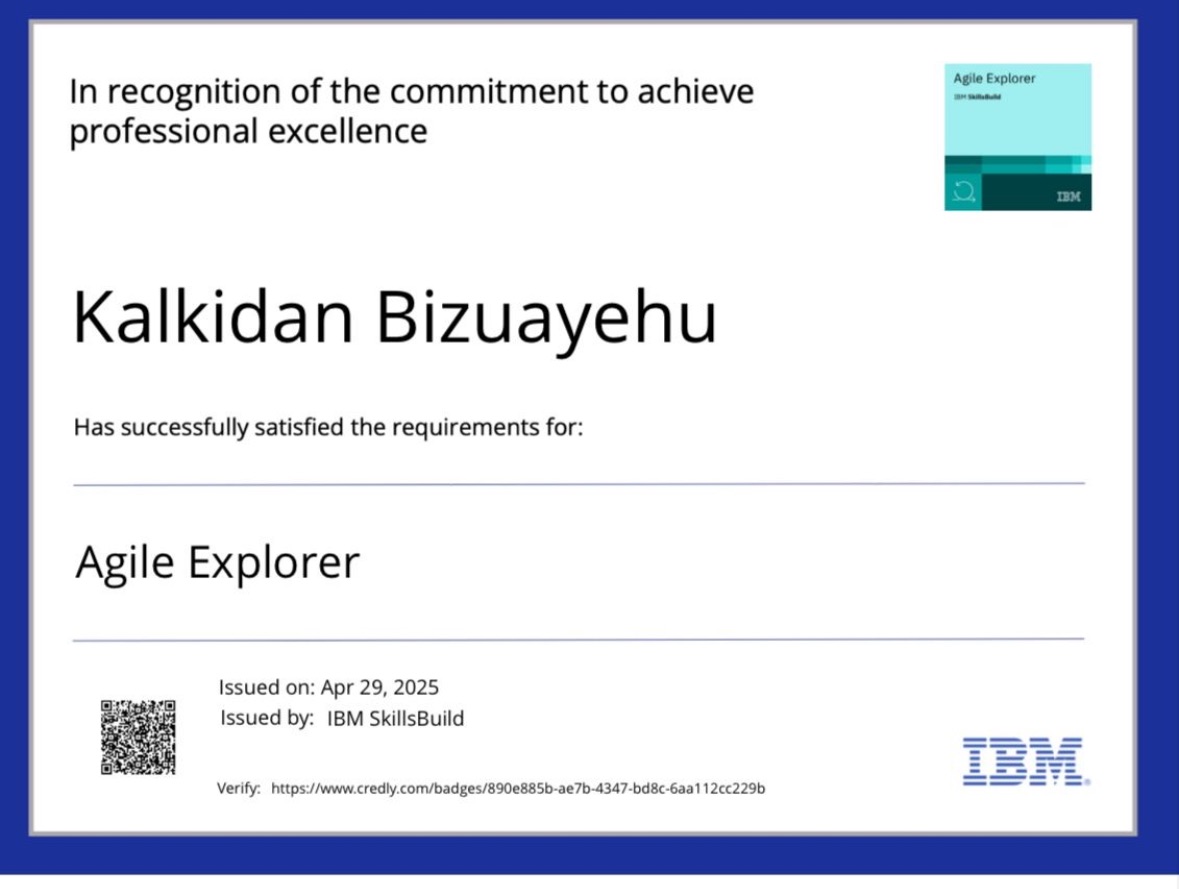 In recognition of the commitment to achieve
professional excellence
Agile Explorer
IBM SkillsBuild
IBM
Kalkidan Bizuayehu
Has successfully satisfied the requirements for:
Agile Explorer
Issued on: Apr 29, 2025
Issued by: IBM SkillsBuild
Verify: https://www.credly.com/badges/890e885b-ae7b-4347-bd8c-6aa112cc229b
IBM®